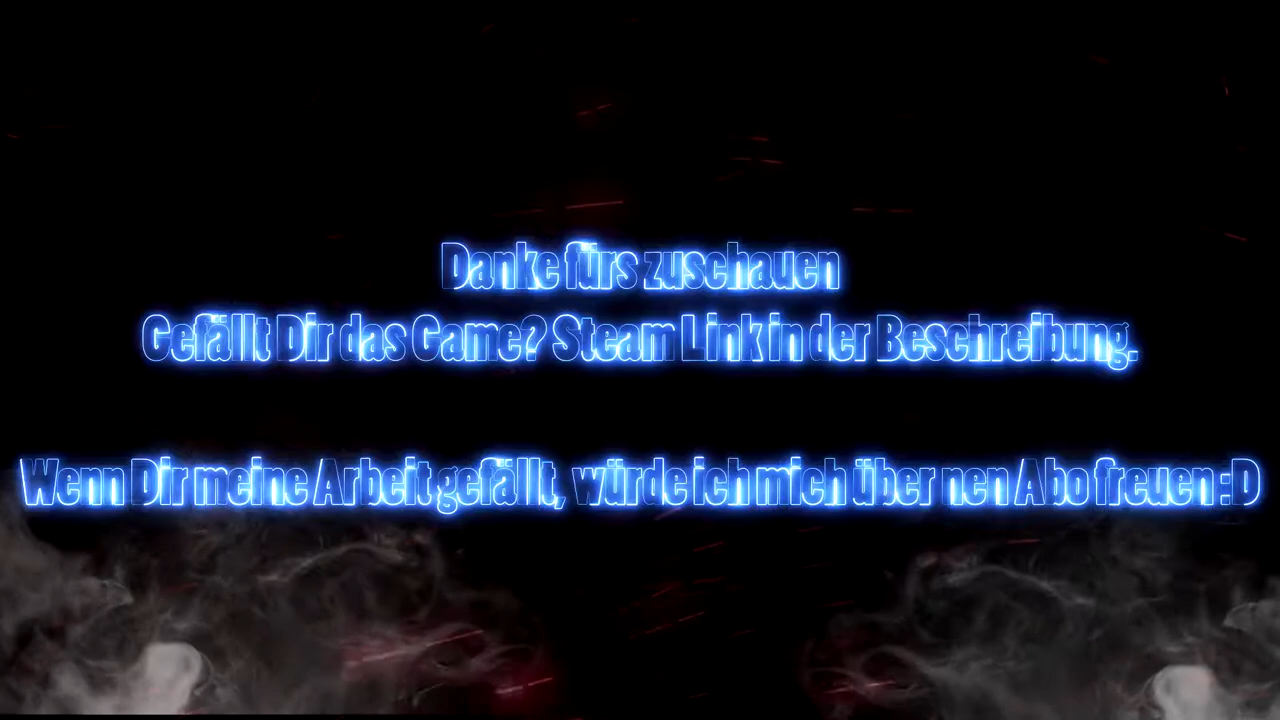 Danke fürs zuschauen
Gefällt Dir das Game? Steam Link in der Beschreibung.
Wenn Dir meine Arbeit gefällt, würde ich mich über nen Abo freuen :D